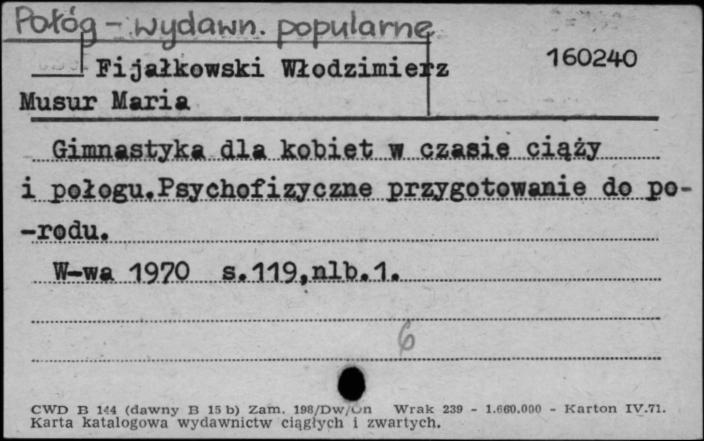 Połóg - wydawn. popularne
Fijałkowski Włodzimierz
160240
Musur Maria
Gimnastyka dla kobiet w czasie ciąży
i połogu.Psychofizyczne przygotowanie do po-
-rodu.
W-wa 1970 s.119,nlb.1.
6
CWD B 144 (dawny B 15 b) Zam. 198/Dw/On Wrak 239 - 1.660.000 - Karton IV.71.
Karta katalogowa wydawnictw ciągłych i zwartych.